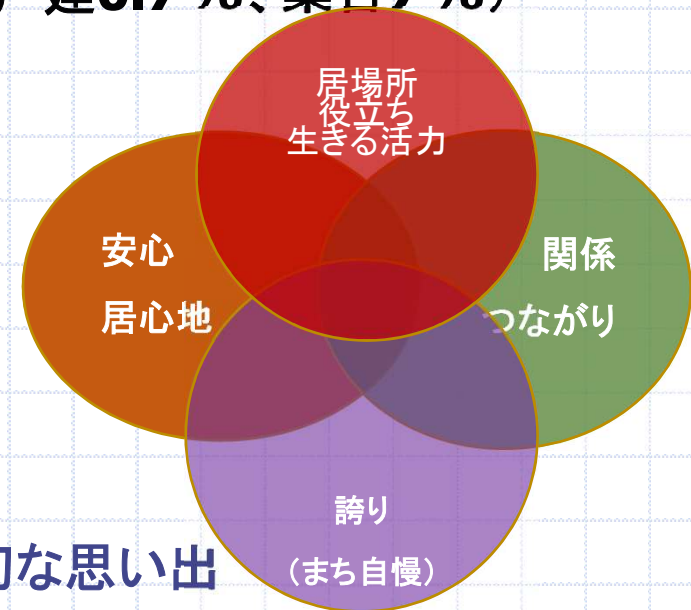 居場所
役立ち
生きる活力
安心
居心地
関係
つながり
誇り
（まち自慢）
な思い出